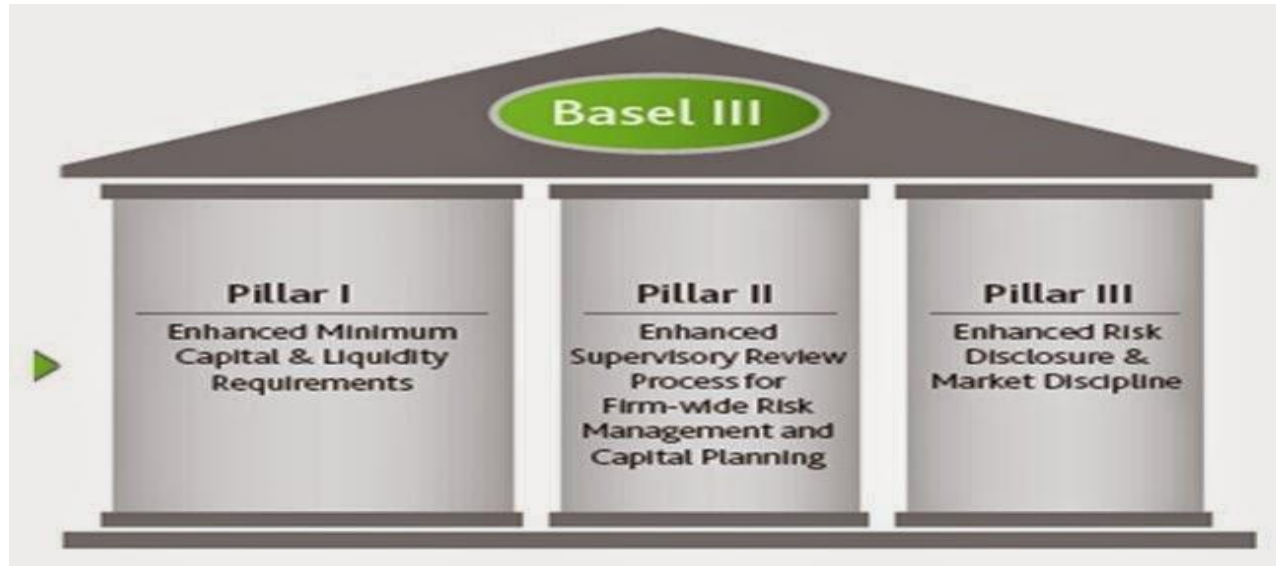 Basel III
Pillar I
Enhanced Minimum
Capital & Liquidity
Requirements
Pillar II
Enhanced
Supervisory Review
Process for
Firm-wide Risk
Management and
Capital Planning
Pillar III
Enhanced Risk
Disclosure &
Market Discipline